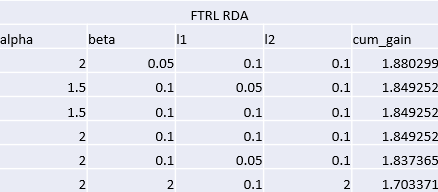 FTRL RDA
alpha beta l1 l2 cum_gain
2 0.05 0.1 0.1 1.880299
1.5 0.1 0.05 0.1 1.849252
1.5 0.1 0.1 0.1 1.849252
2 0.1 0.1 0.1 1.849252
2 0.1 0.05 0.1 1.837365
2 2 0.1 2 1.703371